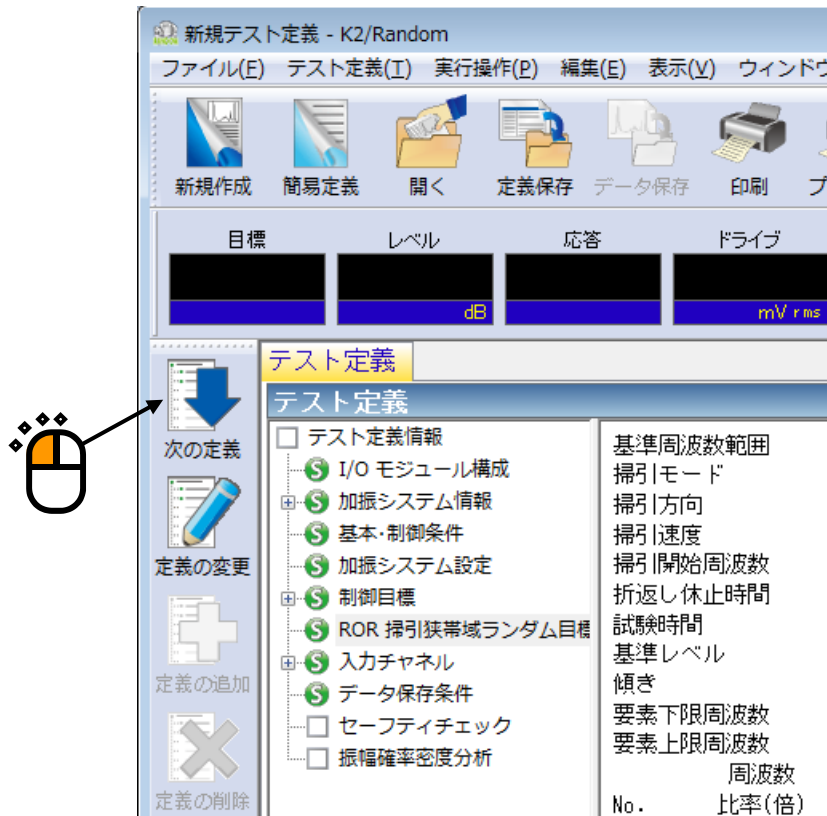 新規テスト定義 - K2/Random
ファイル(F) テスト定義(T) 実行操作(P) 編集(E) 表示(V) ウィンドウ
新規作成 簡易定義 開く 定義保存 データ保存 印刷 プ
目標 レベル 応答 ドライブ
dB mV rms
テスト定義
テスト定義
次の定義
定義の変更
定義の追加
定義の削除
テスト定義情報
I/O モジュール構成
加振システム情報
基本・制御条件
加振システム設定
制御目標
ROR 掃引狭帯域ランダム目標
入力チャネル
データ保存条件
セーフティチェック
振幅確率密度分析
基準周波数範囲
掃引モード
掃引方向
掃引速度
掃引開始周波数
折返し休止時間
試験時間
基準レベル
傾き
要素下限周波数
要素上限周波数
周波数
No. 比率(倍)